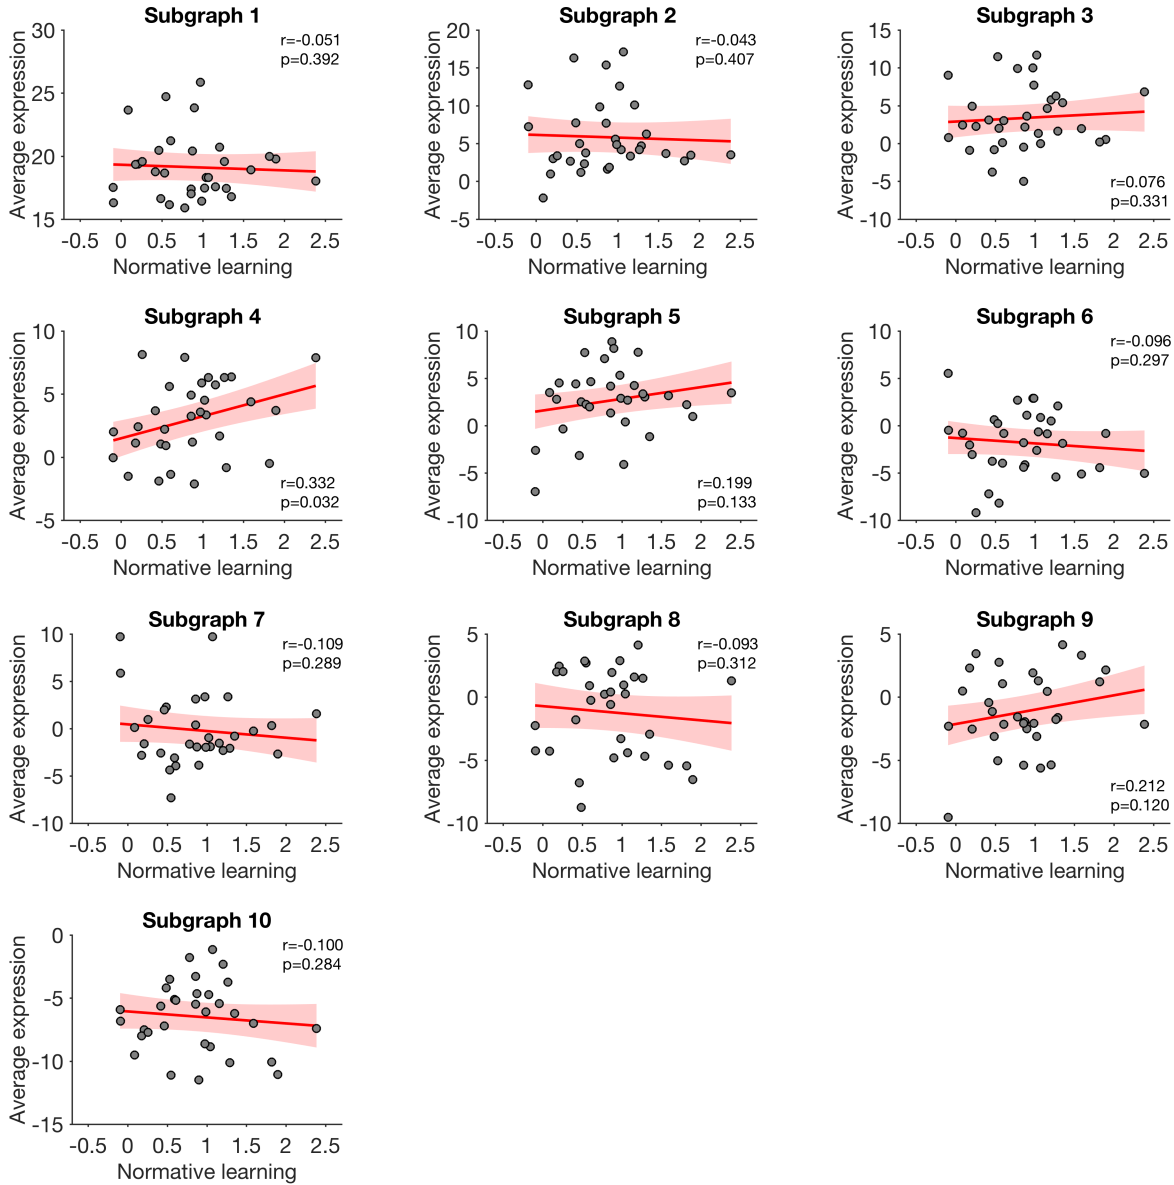 Subgraph 1
Average expression
30
25
20
15
r=-0.051
p=0.392
-0.5 0 0.5 1 1.5 2 2.5
Normative learning
Subgraph 2
Average expression
20
15
10
5
0
-5
r=-0.043
p=0.407
-0.5 0 0.5 1 1.5 2 2.5
Normative learning
Subgraph 3
Average expression
15
10
5
0
-5
-10
r=0.076
p=0.331
-0.5 0 0.5 1 1.5 2 2.5
Normative learning
Subgraph 4
Average expression
10
5
0
-5
r=0.332
p=0.032
-0.5 0 0.5 1 1.5 2 2.5
Normative learning
Subgraph 5
Average expression
10
5
0
-5
-10
r=0.199
p=0.133
-0.5 0 0.5 1 1.5 2 2.5
Normative learning
Subgraph 6
Average expression
10
5
0
-5
-10
r=-0.096
p=0.297
-0.5 0 0.5 1 1.5 2 2.5
Normative learning
Subgraph 7
Average expression
10
5
0
-5
-10
r=-0.109
p=0.289
-0.5 0 0.5 1 1.5 2 2.5
Normative learning
Subgraph 8
Average expression
5
0
-5
-10
r=-0.093
p=0.312
-0.5 0 0.5 1 1.5 2 2.5
Normative learning
Subgraph 9
Average expression
5
0
-5
-10
r=0.212
p=0.120
-0.5 0 0.5 1 1.5 2 2.5
Normative learning
Subgraph 10
Average expression
0
-5
-10
-15
r=-0.100
p=0.284
-0.5 0 0.5 1 1.5 2 2.5
Normative learning